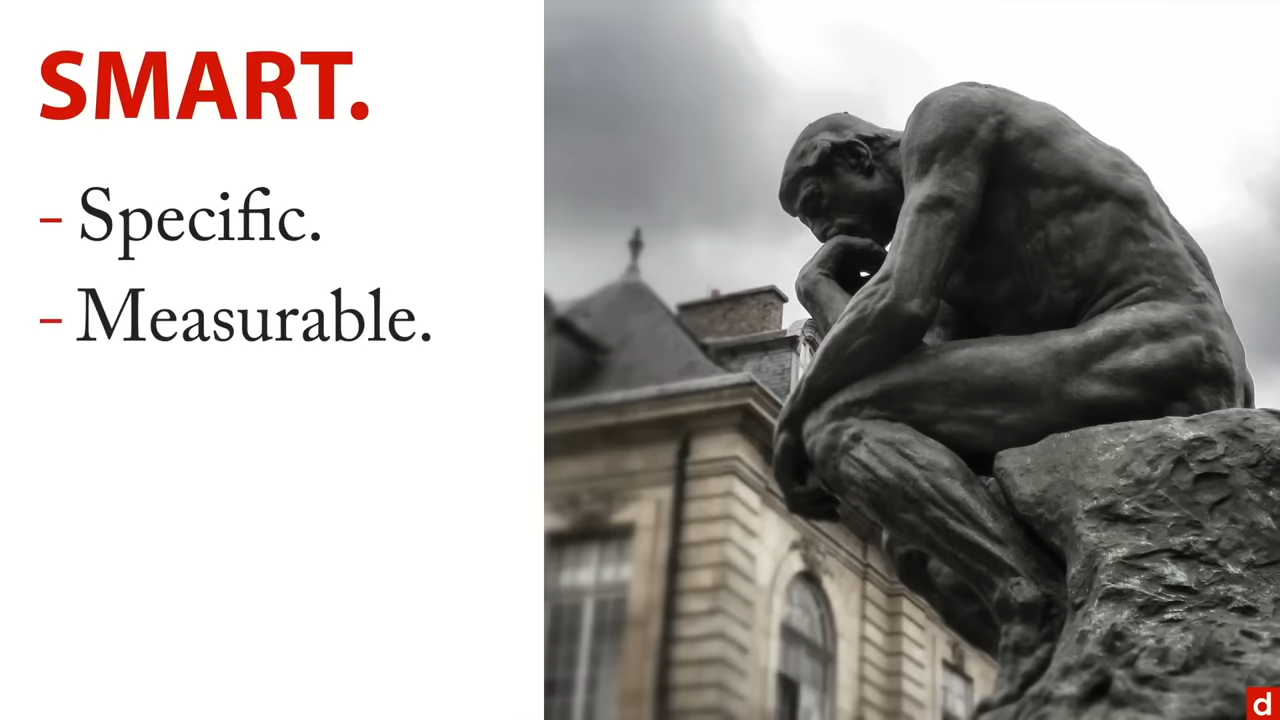 SMART.
- Specific.
- Measurable.
d